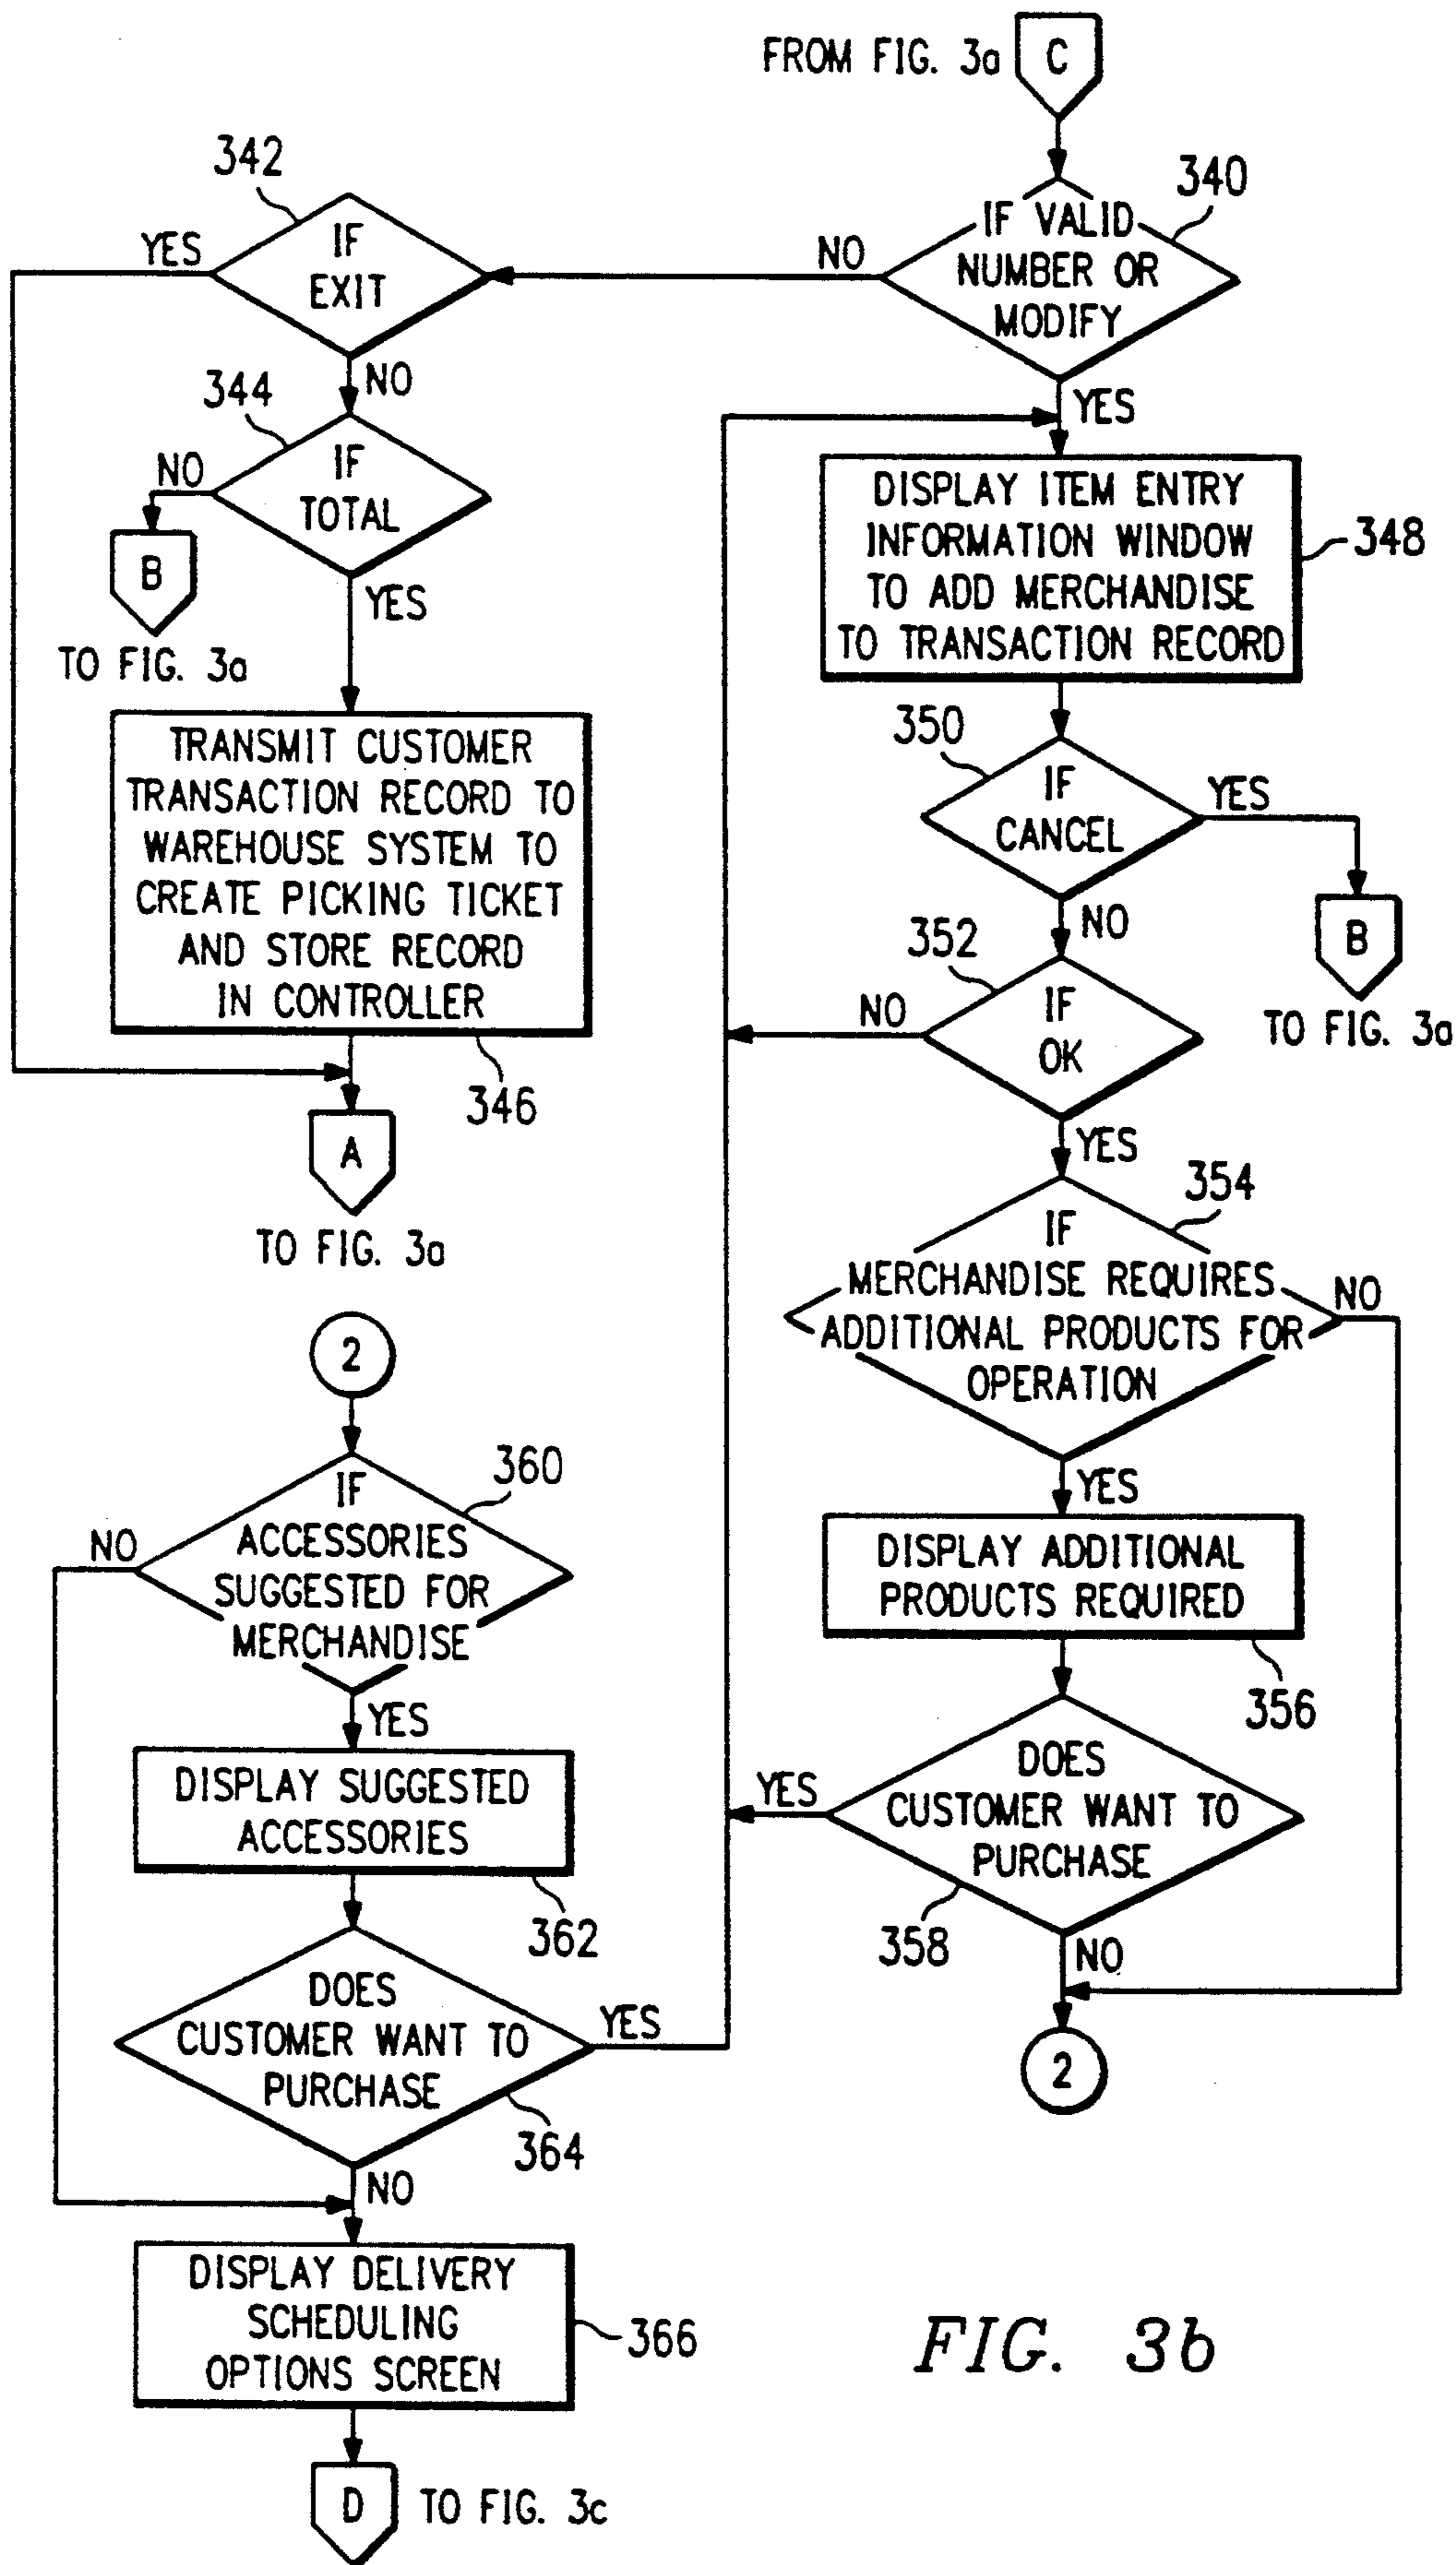 FROM FIG. 3a
C
340
IF VALID
NUMBER OR
MODIFY
NO
YES
342
IF
EXIT
YES
NO
344
IF
TOTAL
NO
B
TO FIG. 3a
YES
TRANSMIT CUSTOMER
TRANSACTION RECORD TO
WAREHOUSE SYSTEM TO
CREATE PICKING TICKET
AND STORE RECORD
IN CONTROLLER
346
A
TO FIG. 3a
DISPLAY ITEM ENTRY
INFORMATION WINDOW
TO ADD MERCHANDISE
TO TRANSACTION RECORD
348
350
IF
CANCEL
YES
B
TO FIG. 3a
NO
352
IF
OK
NO
YES
354
IF
MERCHANDISE REQUIRES
ADDITIONAL PRODUCTS FOR
OPERATION
NO
YES
DISPLAY ADDITIONAL
PRODUCTS REQUIRED
356
DOES
CUSTOMER WANT TO
PURCHASE
YES
358
NO
2
2
360
IF
ACCESSORIES
SUGGESTED FOR
MERCHANDISE
NO
YES
DISPLAY SUGGESTED
ACCESSORIES
362
DOES
CUSTOMER WANT TO
PURCHASE
YES
364
NO
DISPLAY DELIVERY
SCHEDULING
OPTIONS SCREEN
366
D
TO FIG. 3c
FIG. 3b